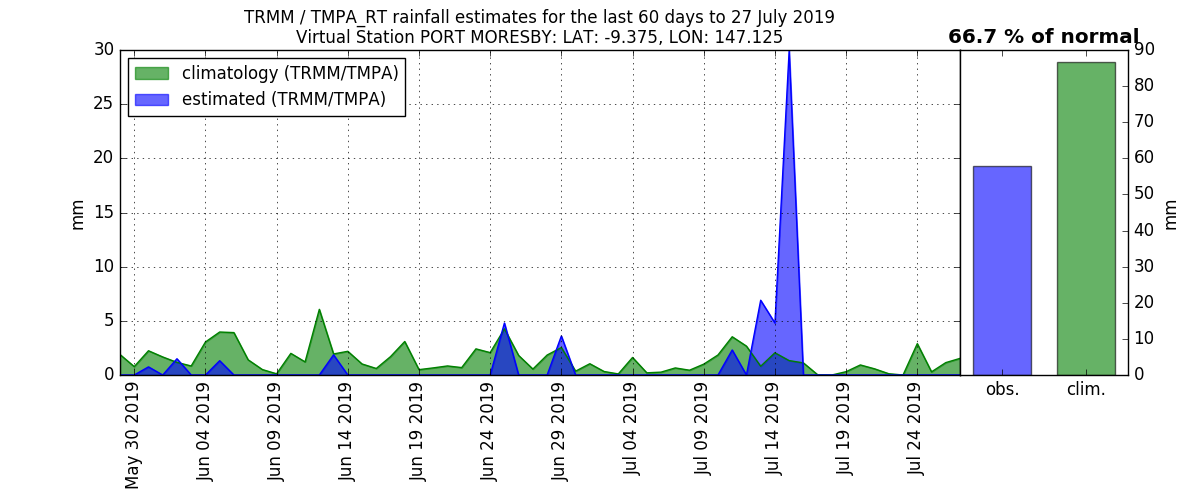 TRMM / TMPA_RT rainfall estimates for the last 60 days to 27 July 2019
Virtual Station PORT MORESBY: LAT: -9.375, LON: 147.125
66.7 % of normal
climatology (TRMM/TMPA)
estimated (TRMM/TMPA)
30
25
20
15
10
5
0
mm
May 30 2019
Jun 04 2019
Jun 09 2019
Jun 14 2019
Jun 19 2019
Jun 24 2019
Jun 29 2019
Jul 04 2019
Jul 09 2019
Jul 14 2019
Jul 19 2019
Jul 24 2019
obs.
clim.
90
80
70
60
50
40
30
20
10
0
mm